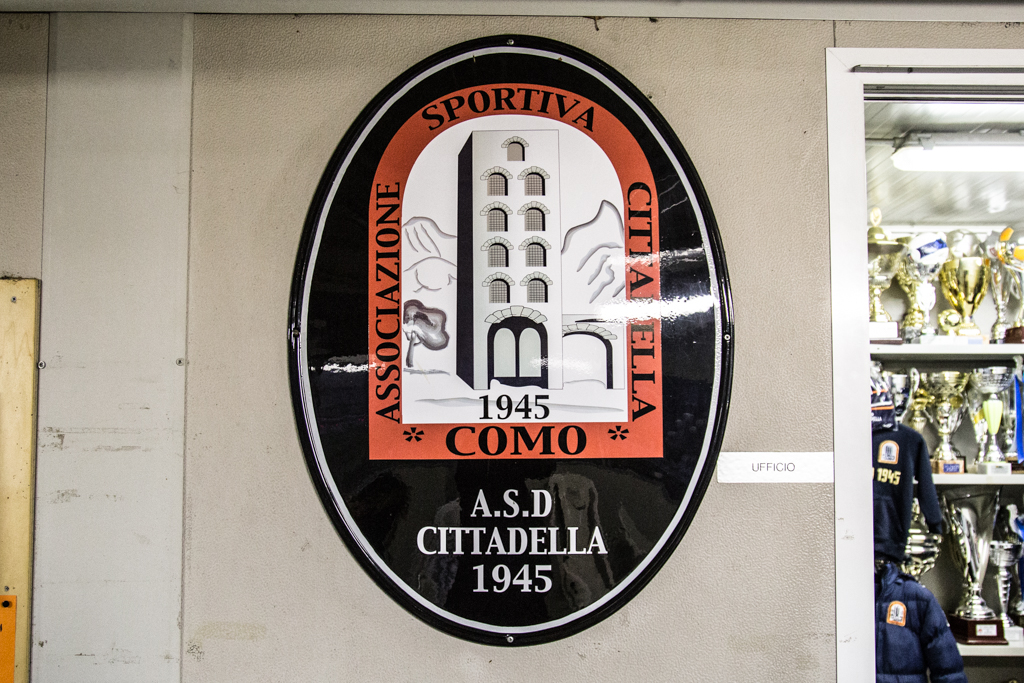 ASSOCIAZIONE SPORTIVA CITTADELLA
1945
* COMO *
A.S.D
CITTADELLA
1945
UFFICIO
1945